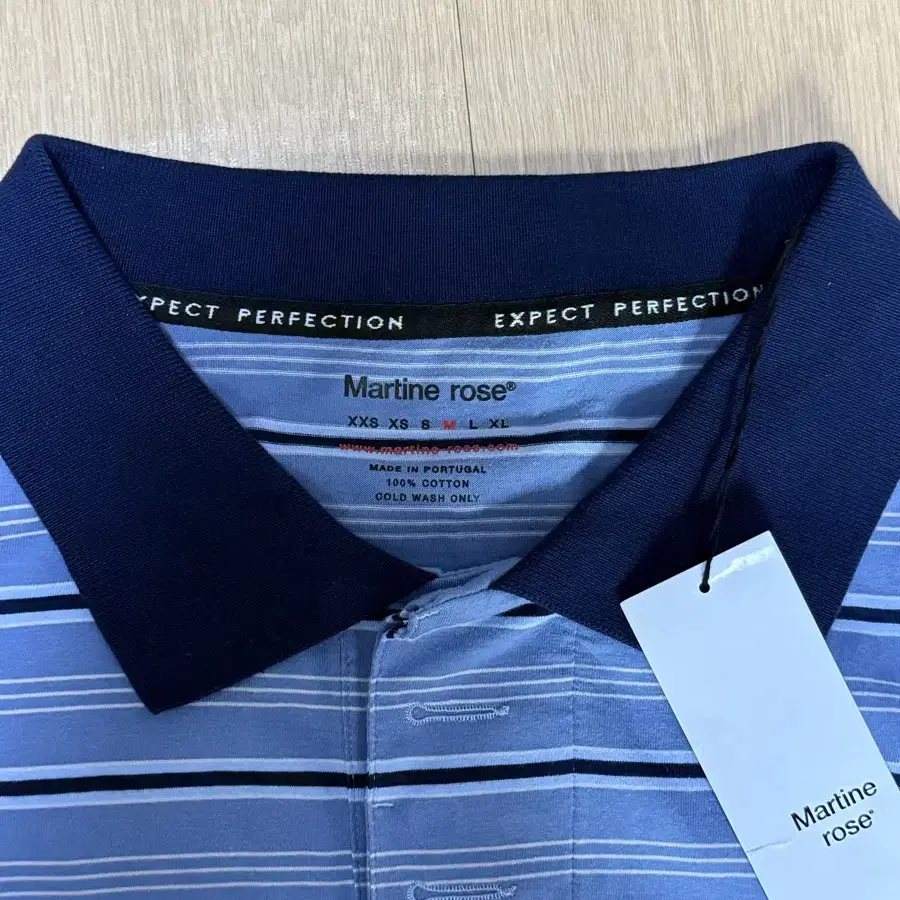 XPECT PERFECTION EXPECT PERFECTION
Martine rose®
XXS XS S M L XL
www.martine-rose.com
MADE IN PORTUGAL
100% COTTON
COLD WASH ONLY
Martine
rose®